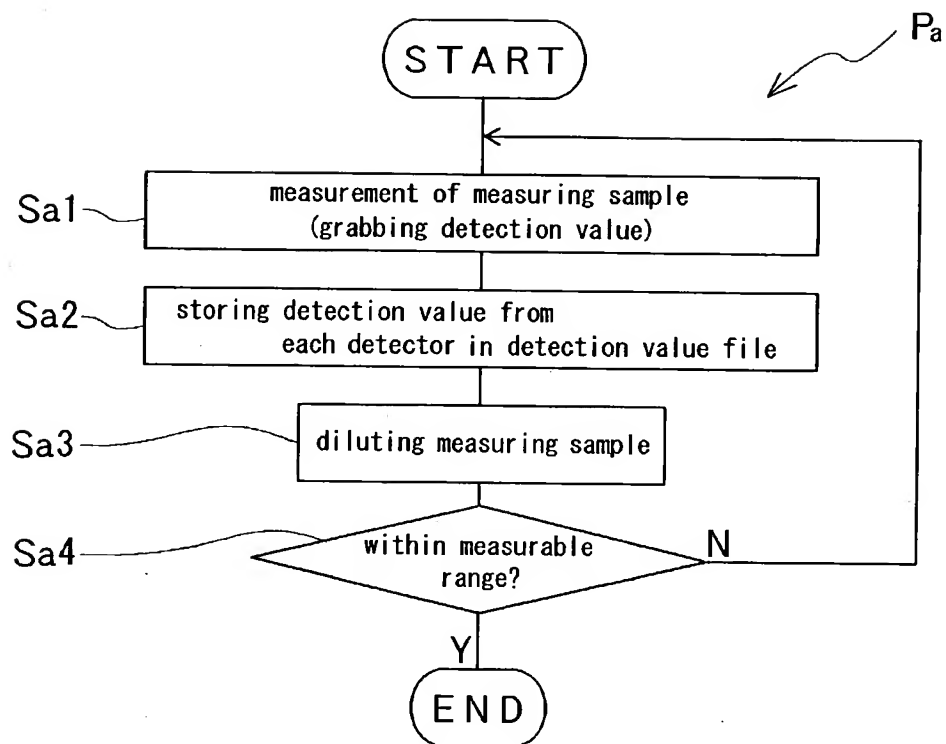 Pa
START
Sa1
measurement of measuring sample
(grabbing detection value)
Sa2
storing detection value from
each detector in detection value file
Sa3
diluting measuring sample
Sa4
within measurable
range?
N
Y
END